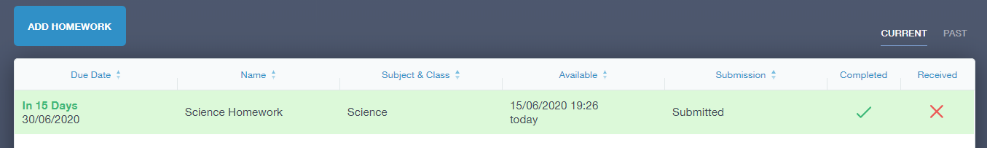 ADD HOMEWORK
CURRENT PAST
Due Date Name Subject & Class Available Submission Completed Received
In 15 Days
30/06/2020
Science Homework
Science
15/06/2020 19:26
today
Submitted